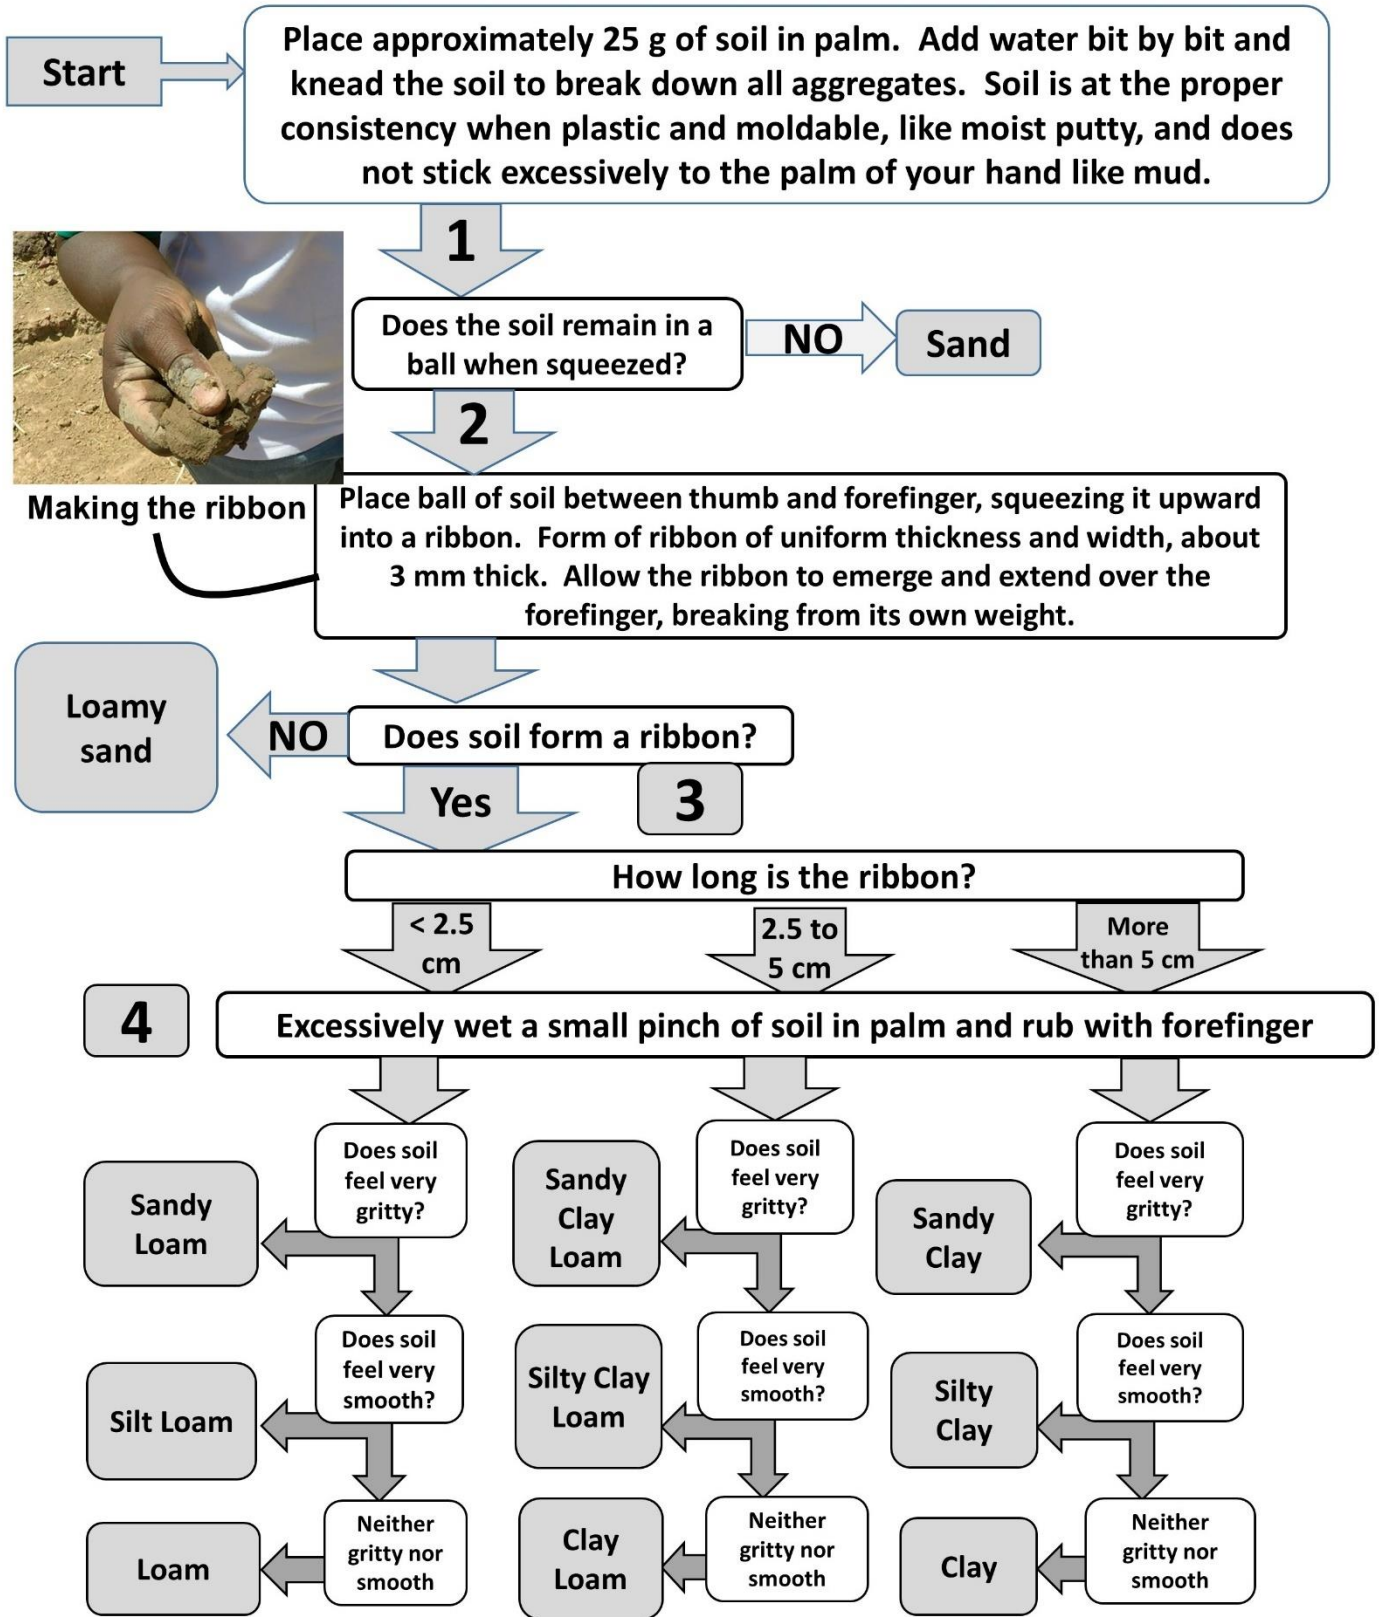 Start
Place approximately 25 g of soil in palm. Add water bit by bit and
knead the soil to break down all aggregates. Soil is at the proper
consistency when plastic and moldable, like moist putty, and does
not stick excessively to the palm of your hand like mud.
1
Does the soil remain in a
ball when squeezed?
NO
Sand
2
Making the ribbon
Place ball of soil between thumb and forefinger, squeezing it upward
into a ribbon. Form of ribbon of uniform thickness and width, about
3 mm thick. Allow the ribbon to emerge and extend over the
forefinger, breaking from its own weight.
Loamy
sand
NO
Does soil form a ribbon?
Yes
3
How long is the ribbon?
< 2.5
cm
2.5 to
5 cm
More
than 5 cm
4
Excessively wet a small pinch of soil in palm and rub with forefinger
Does soil
feel very
gritty?
Sandy
Loam
Does soil
feel very
smooth?
Silt Loam
Neither
gritty nor
smooth
Loam
Does soil
feel very
gritty?
Sandy
Clay
Loam
Does soil
feel very
smooth?
Silty Clay
Loam
Neither
gritty nor
smooth
Clay
Loam
Does soil
feel very
gritty?
Sandy
Clay
Does soil
feel very
smooth?
Silty
Clay
Neither
gritty nor
smooth
Clay